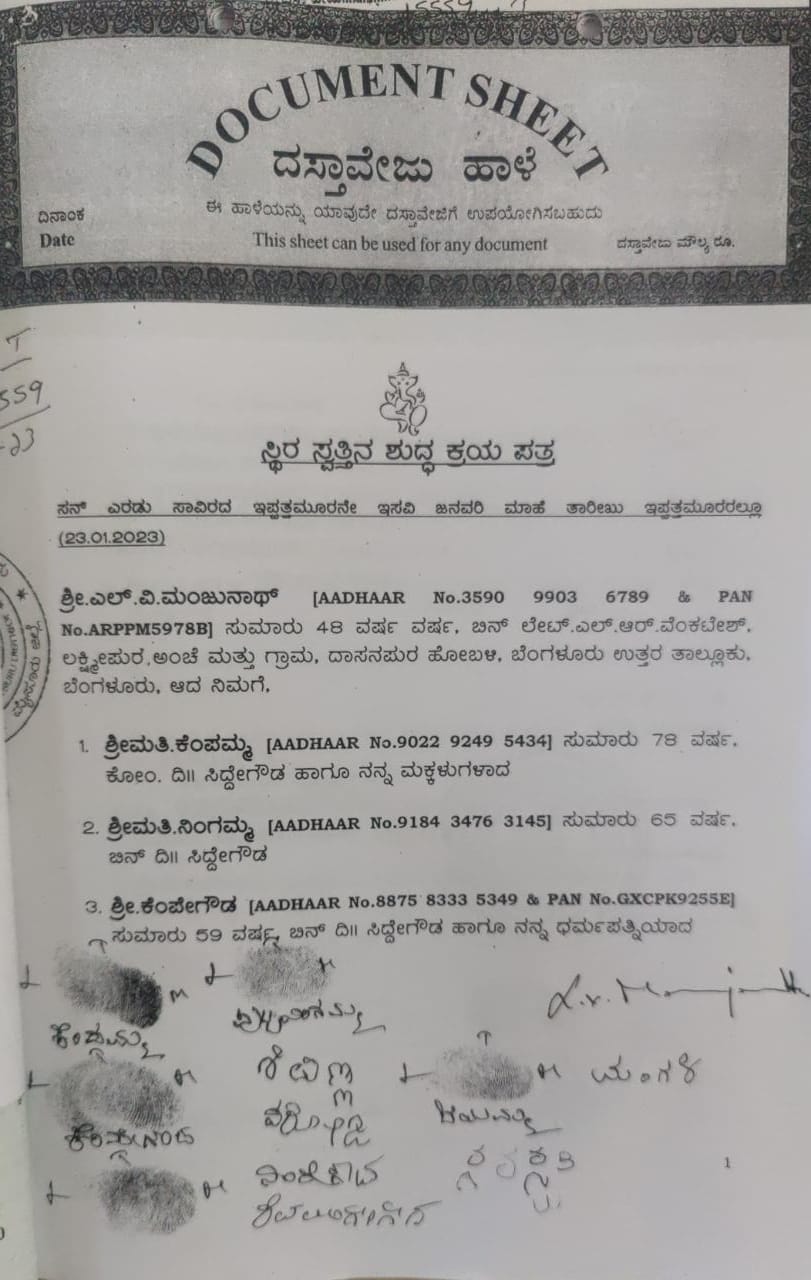 DOCUMENT SHEET
ದಸ್ತಾವೇಜು ಹಾಳೆ
ಈ ಹಾಳೆಯನ್ನು ಯಾವುದೇ ದಸ್ತಾವೇಜಿಗೆ ಉಪಯೋಗಿಸಬಹುದು
ದಿನಾಂಕ
Date This sheet can be used for any document ದಸ್ತಾವೇಜು ಮೌಲ್ಯ ರೂ.
559
-23
ಸ್ಥಿರ ಸ್ವತ್ತಿನ ಶುದ್ಧ ಕ್ರಯ ಪತ್ರ
ಸನ್ ಎರಡು ಸಾವಿರದ ಇಪ್ಪತ್ತಮೂರನೇ ಇಸವಿ ಜನವರಿ ಮಾಹೆ ತಾರೀಖು ಇಪ್ಪತ್ತಮೂರರಲ್ಲೂ
(23.01.2023)
ಶ್ರೀ.ಎಲ್.ವಿ.ಮಂಜುನಾಥ್ [AADHAAR No.3590 9903 6789 & PAN
No.ARPPM5978B] ಸುಮಾರು 48 ವರ್ಷ ವರ್ಷ, ಬಿನ್ ಲೇಟ್.ಎಲ್.ಆರ್.ವೆಂಕಟೇಶ್,
ಲಕ್ಷ್ಮೀಪುರ ಅಂಚೆ ಮತ್ತು ಗ್ರಾಮ, ದಾಸನಪುರ ಹೋಬಳಿ, ಬೆಂಗಳೂರು ಉತ್ತರ ತಾಲ್ಲೂಕು,
ಬೆಂಗಳೂರು, ಆದ ನಿಮಗೆ,
1. ಶ್ರೀಮತಿ.ಕೆಂಪಮ್ಮ [AADHAAR No.9022 9249 5434] ಸುಮಾರು 78 ವರ್ಷ,
ಕೋಂ. ದಿ॥ ಸಿದ್ದೇಗೌಡ ಹಾಗೂ ನನ್ನ ಮಕ್ಕಳುಗಳಾದ
2. ಶ್ರೀಮತಿ.ನಿಂಗಮ್ಮ [AADHAAR No.9184 3476 3145] ಸುಮಾರು 65 ವರ್ಷ,
ಬಿನ್ ದಿ॥ ಸಿದ್ದೇಗೌಡ
3. ಶ್ರೀ.ಕೆಂಪೇಗೌಡ [AADHAAR No.8875 8333 5349 & PAN No.GXCPK9255E]
ಸುಮಾರು 59 ವರ್ಷ, ಬಿನ್ ದಿ॥ ಸಿದ್ದೇಗೌಡ ಹಾಗೂ ನನ್ನ ಧರ್ಮಪತ್ನಿಯಾದ
ಕೆಂಪಮ್ಮ
ಮಂಗಳ
1